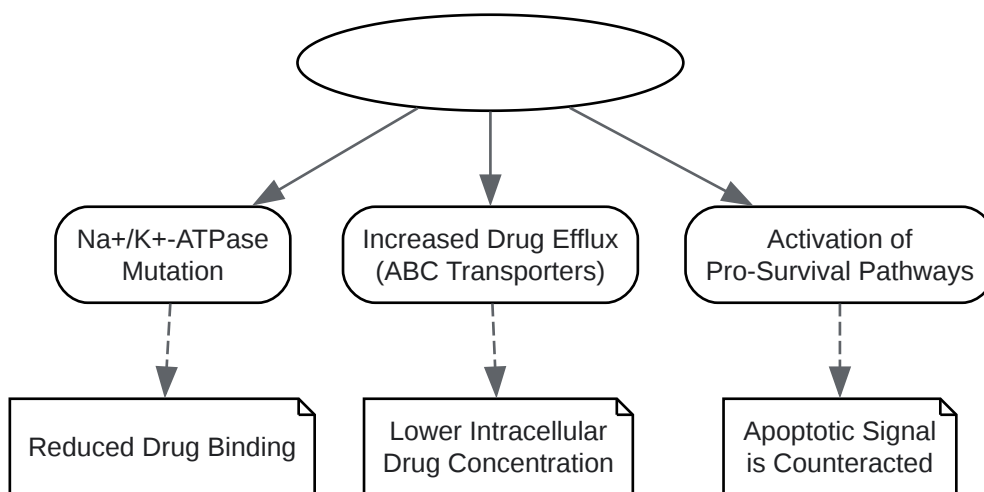 Na+/K+-ATPase
Mutation
Increased Drug Efflux
(ABC Transporters)
Activation of
Pro-Survival Pathways
Reduced Drug Binding
Lower Intracellular
Drug Concentration
Apoptotic Signal
is Counteracted